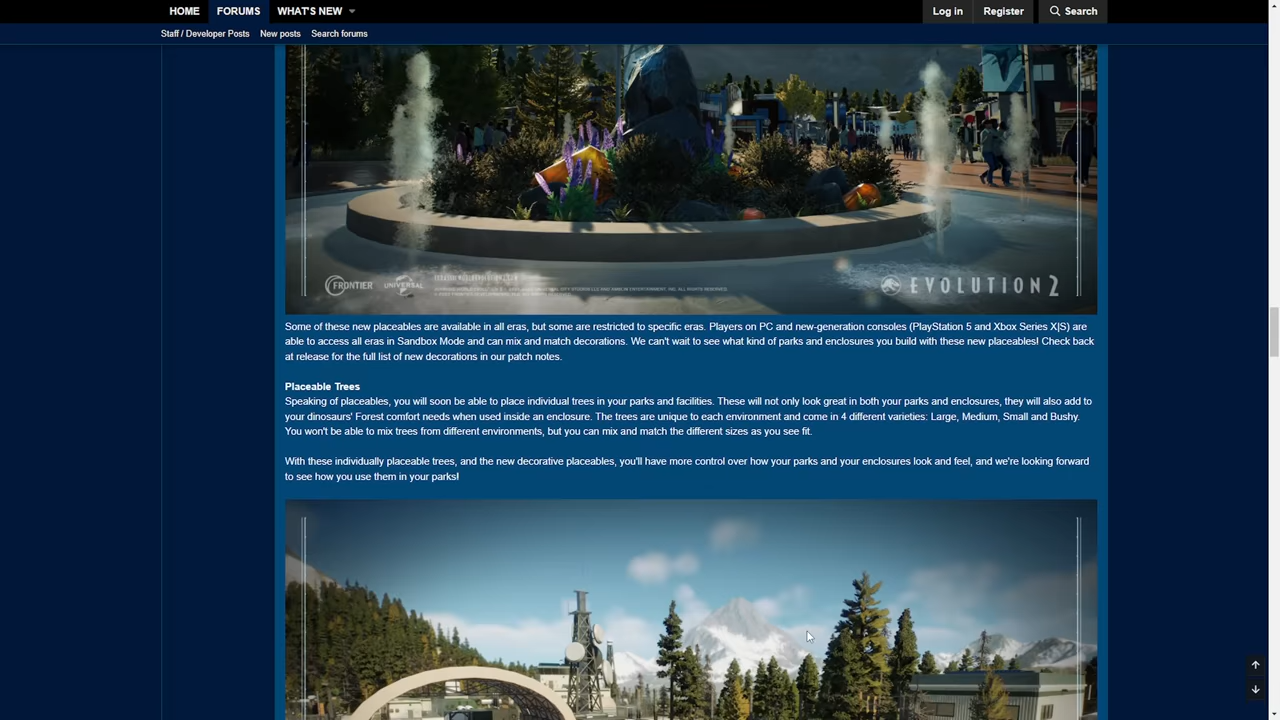 HOME FORUMS WHAT'S NEW Log in Register Search
Staff / Developer Posts New posts Search forums
FRONTIER UNIVERSAL EVOLUTION 2
Some of these new placeables are available in all eras, but some are restricted to specific eras. Players on PC and new-generation consoles (PlayStation 5 and Xbox Series X|S) are
able to access all eras in Sandbox Mode and can mix and match decorations. We can't wait to see what kind of parks and enclosures you build with these new placeables! Check back
at release for the full list of new decorations in our patch notes.
Placeable Trees
Speaking of placeables, you will soon be able to place individual trees in your parks and facilities. These will not only look great in both your parks and enclosures, they will also add to
your dinosaurs' Forest comfort needs when used inside an enclosure. The trees are unique to each environment and come in 4 different varieties: Large, Medium, Small and Bushy.
You won't be able to mix trees from different environments, but you can mix and match the different sizes as you see fit.
With these individually placeable trees, and the new decorative placeables, you'll have more control over how your parks and your enclosures look and feel, and we're looking forward
to see how you use them in your parks!